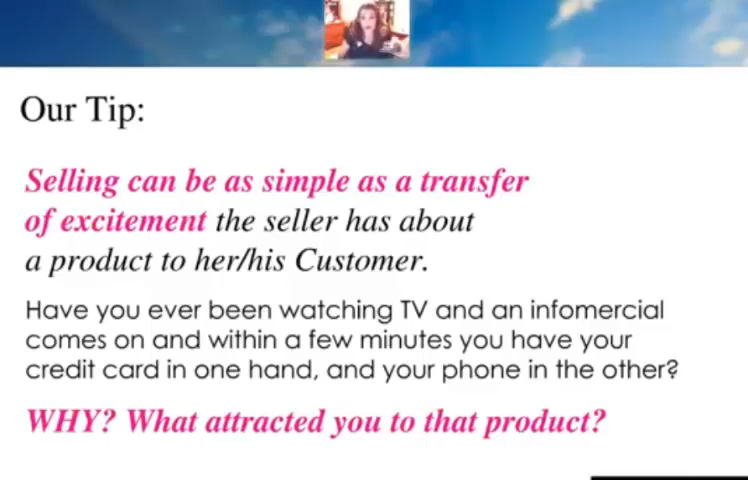 Our Tip:
Selling can be as simple as a transfer
of excitement the seller has about
a product to her/his Customer.
Have you ever been watching TV and an infomercial
comes on and within a few minutes you have your
credit card in one hand, and your phone in the other?
WHY? What attracted you to that product?